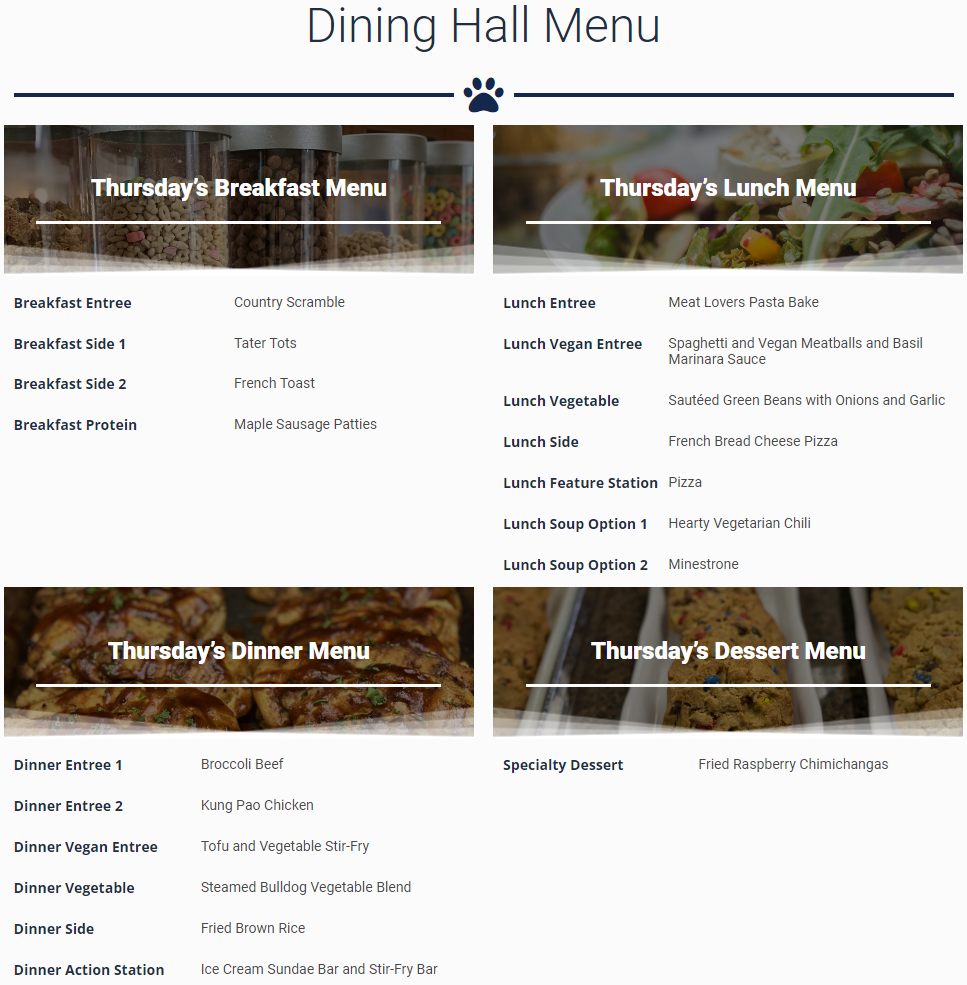 Dining Hall Menu
Thursday’s Breakfast Menu
Breakfast Entree Country Scramble
Breakfast Side 1 Tater Tots
Breakfast Side 2 French Toast
Breakfast Protein Maple Sausage Patties
Thursday’s Lunch Menu
Lunch Entree Meat Lovers Pasta Bake
Lunch Vegan Entree Spaghetti and Vegan Meatballs and Basil
Marinara Sauce
Lunch Vegetable Sautéed Green Beans with Onions and Garlic
Lunch Side French Bread Cheese Pizza
Lunch Feature Station Pizza
Lunch Soup Option 1 Hearty Vegetarian Chili
Lunch Soup Option 2 Minestrone
Thursday’s Dinner Menu
Dinner Entree 1 Broccoli Beef
Dinner Entree 2 Kung Pao Chicken
Dinner Vegan Entree Tofu and Vegetable Stir-Fry
Dinner Vegetable Steamed Bulldog Vegetable Blend
Dinner Side Fried Brown Rice
Dinner Action Station Ice Cream Sundae Bar and Stir-Fry Bar
Thursday’s Dessert Menu
Specialty Dessert Fried Raspberry Chimichangas